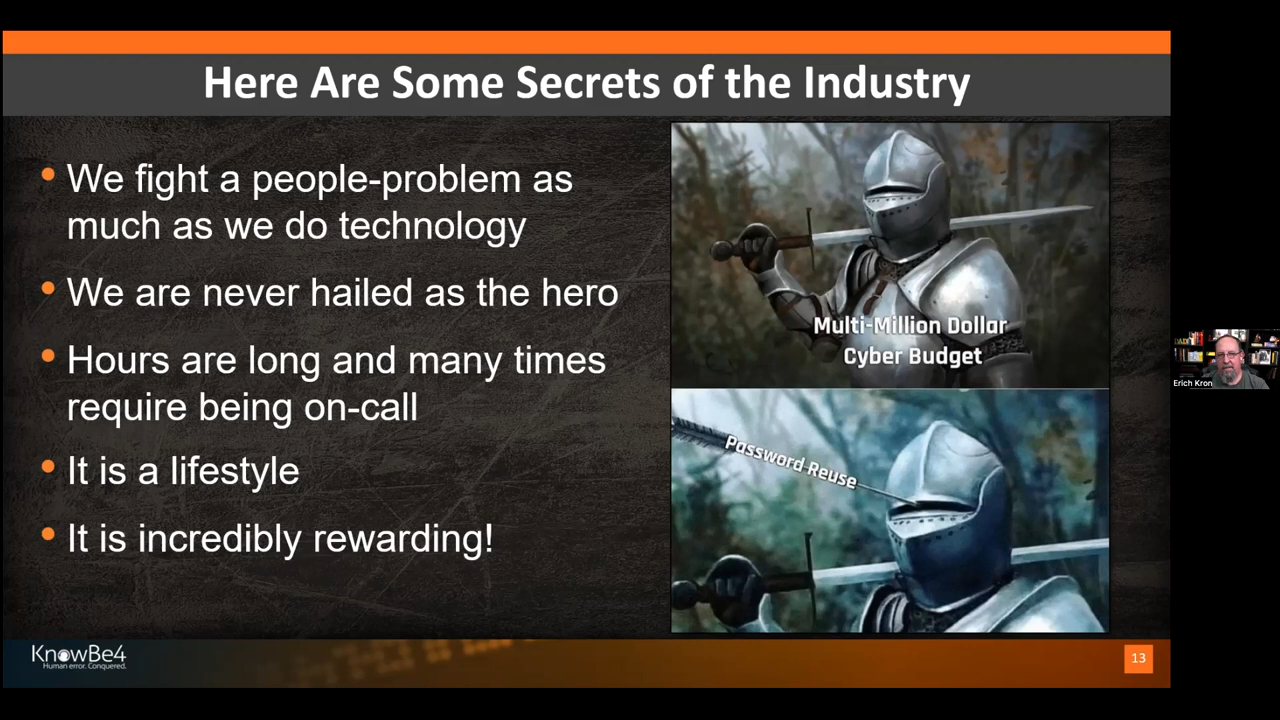 Here Are Some Secrets of the Industry
We fight a people-problem as
much as we do technology
We are never hailed as the hero
Hours are long and many times
require being on-call
It is a lifestyle
It is incredibly rewarding!
Multi-Million Dollar
Cyber Budget
Password Reuse
KnowBe4
Human error. Conquered.
13
Erich Kron